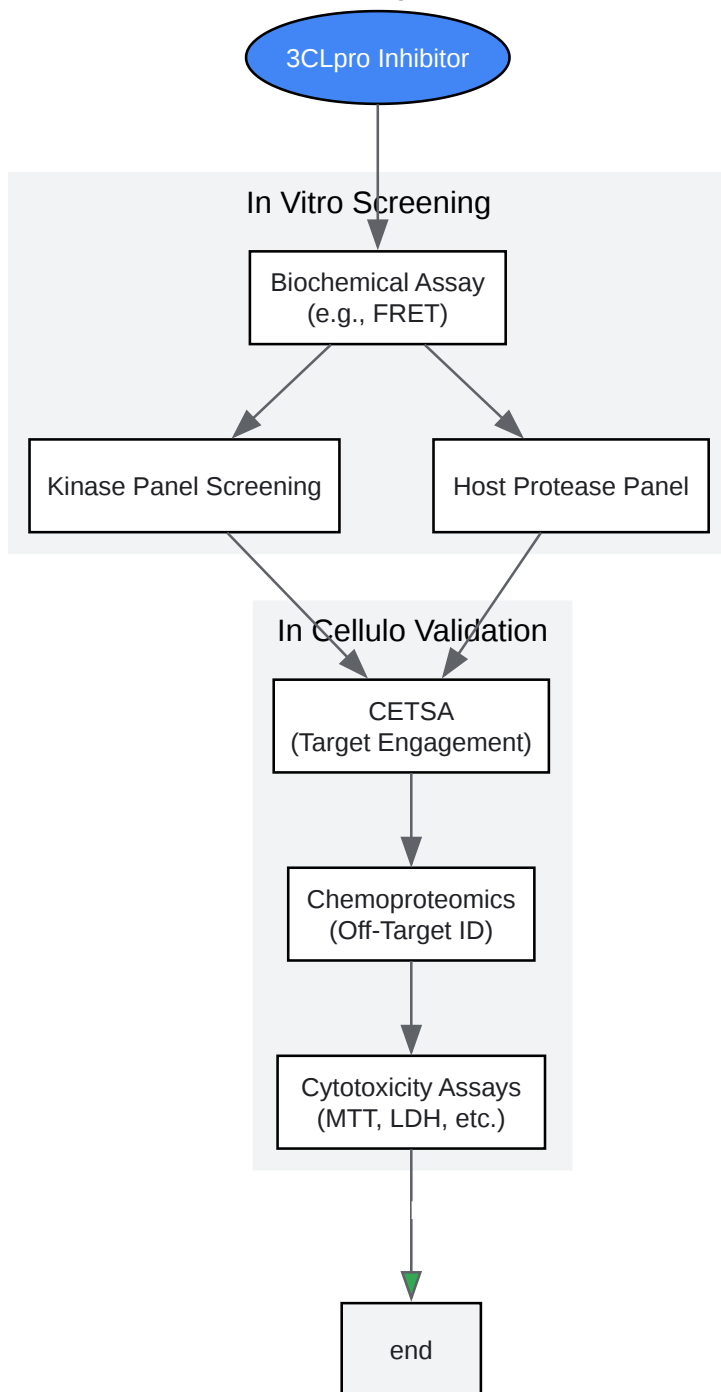 3CLpro Inhibitor
In Vitro Screening
Biochemical Assay
(e.g., FRET)
Kinase Panel Screening
Host Protease Panel
In Cellulo Validation
CETSA
(Target Engagement)
Chemoproteomics
(Off-Target ID)
Cytotoxicity Assays
(MTT, LDH, etc.)
end